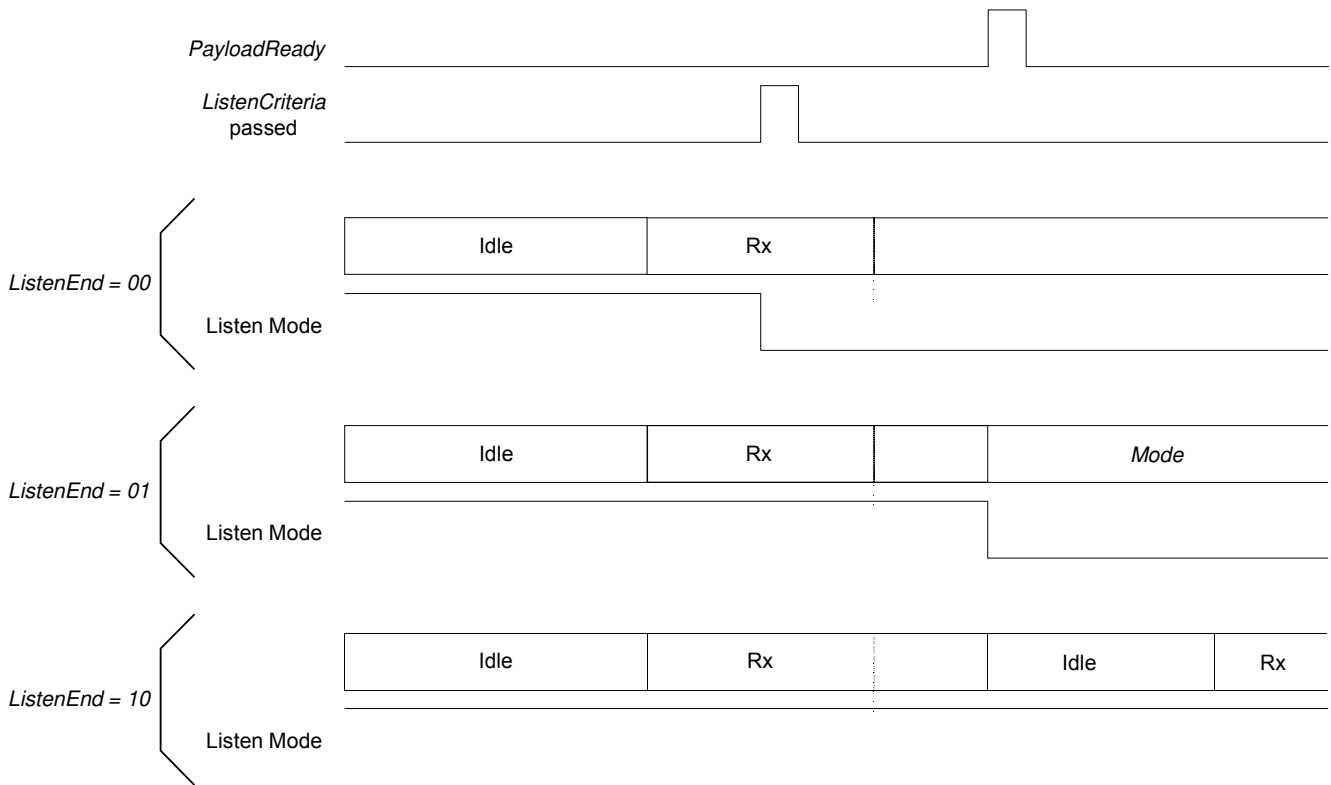 PayloadReady
ListenCriteria
passed
Idle
Rx
ListenEnd = 00
Listen Mode
Idle
Rx
Mode
ListenEnd = 01
Listen Mode
Idle
Rx
Idle
Rx
ListenEnd = 10
Listen Mode